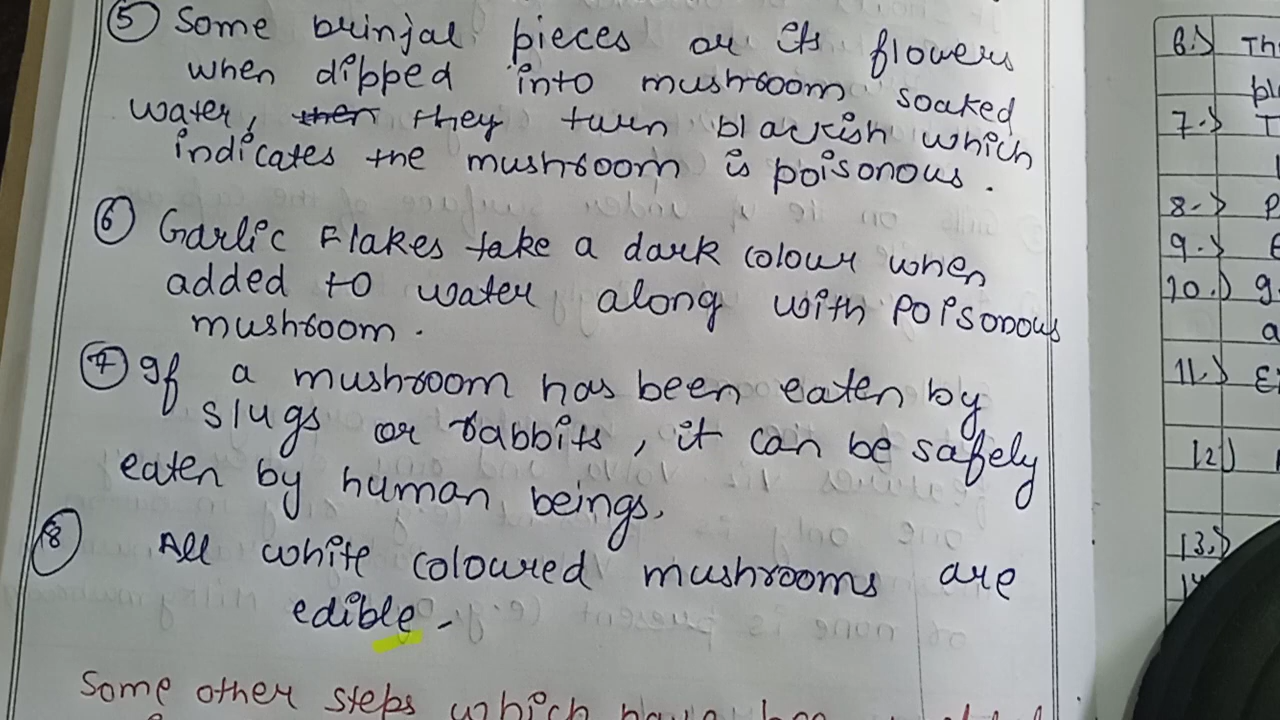 ⑤ Some brinjal pieces or its flowers
when dipped into mushroom soaked
water, then they turn blackish which
indicates the mushroom is poisonous.
⑥ Garlic Flakes take a dark colour when
added to water along with Poisonous
mushroom.
⑦ If a mushroom has been eaten by
slugs or rabbits, it can be safely
eaten by human beings.
⑧ All white coloured mushrooms are
edible -
Some other steps which have
6.)
7.)
8.)
9.)
10.)
11.)
12)
13.)
14